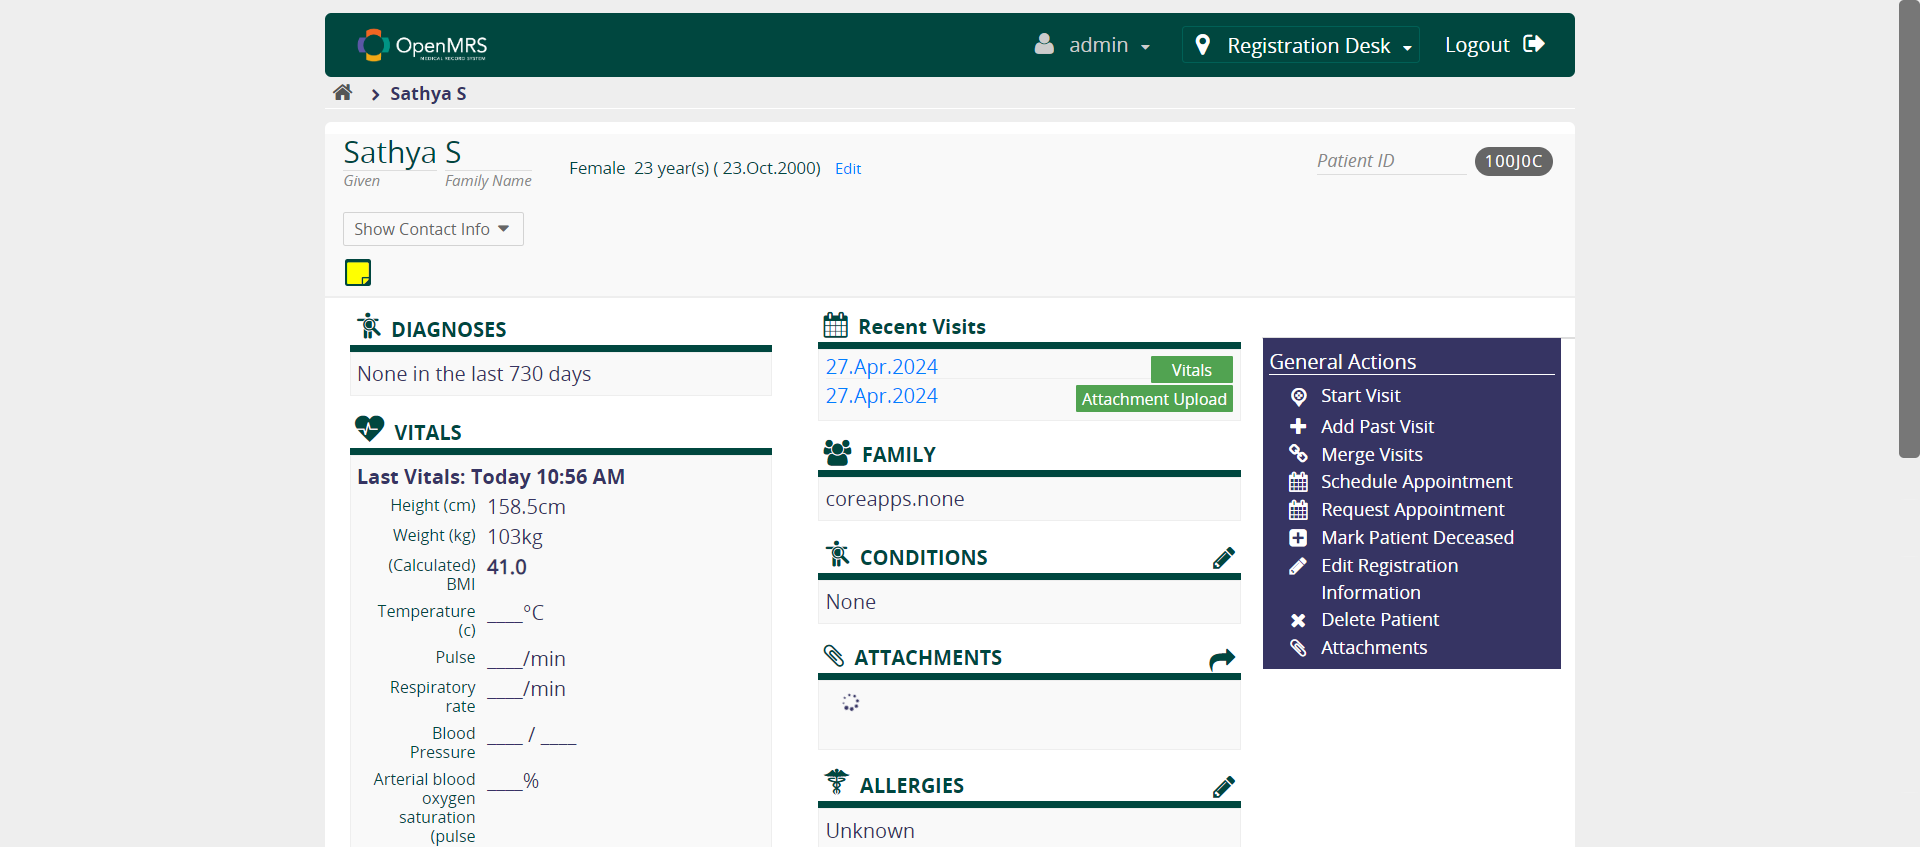 OpenMRS
MEDICAL RECORD SYSTEM
admin
Registration Desk
Logout
Sathya S
Sathya S
Given Family Name
Female 23 year(s) ( 23.Oct.2000) Edit
Patient ID 100J0C
Show Contact Info
DIAGNOSES
None in the last 730 days
VITALS
Last Vitals: Today 10:56 AM
Height (cm) 158.5cm
Weight (kg) 103kg
(Calculated) 41.0
BMI
Temperature ____°C
(c)
Pulse ____/min
Respiratory ____/min
rate
Blood ____ / ____
Pressure
Arterial blood ____%
oxygen
saturation
(pulse
Recent Visits
27.Apr.2024 Vitals
27.Apr.2024 Attachment Upload
FAMILY
coreapps.none
CONDITIONS
None
ATTACHMENTS
ALLERGIES
Unknown
General Actions
Start Visit
Add Past Visit
Merge Visits
Schedule Appointment
Request Appointment
Mark Patient Deceased
Edit Registration
Information
Delete Patient
Attachments